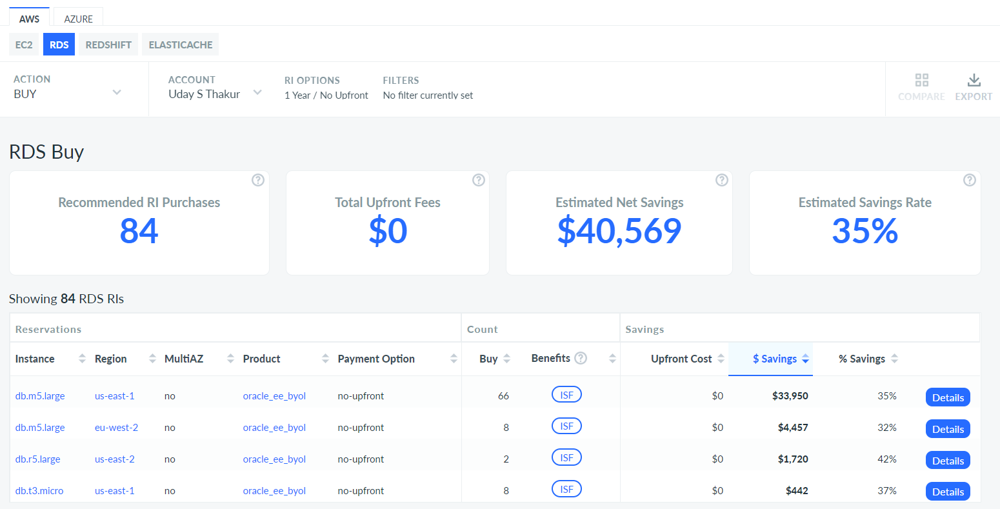 AWS AZURE
EC2 RDS REDSHIFT ELASTICACHE
ACTION
BUY
ACCOUNT
Uday S Thakur
RI OPTIONS
1 Year / No Upfront
FILTERS
No filter currently set
COMPARE
EXPORT
RDS Buy
Recommended RI Purchases
84
Total Upfront Fees
$0
Estimated Net Savings
$40,569
Estimated Savings Rate
35%
Showing 84 RDS RIs
Reservations Count Savings
Instance Region MultiAZ Product Payment Option Buy Benefits Upfront Cost $ Savings % Savings
db.m5.large us-east-1 no oracle_ee_byol no-upfront 66 ISF $0 $33,950 35% Details
db.m5.large eu-west-2 no oracle_ee_byol no-upfront 8 ISF $0 $4,457 32% Details
db.r5.large us-east-2 no oracle_ee_byol no-upfront 2 ISF $0 $1,720 42% Details
db.t3.micro us-east-1 no oracle_ee_byol no-upfront 8 ISF $0 $442 37% Details